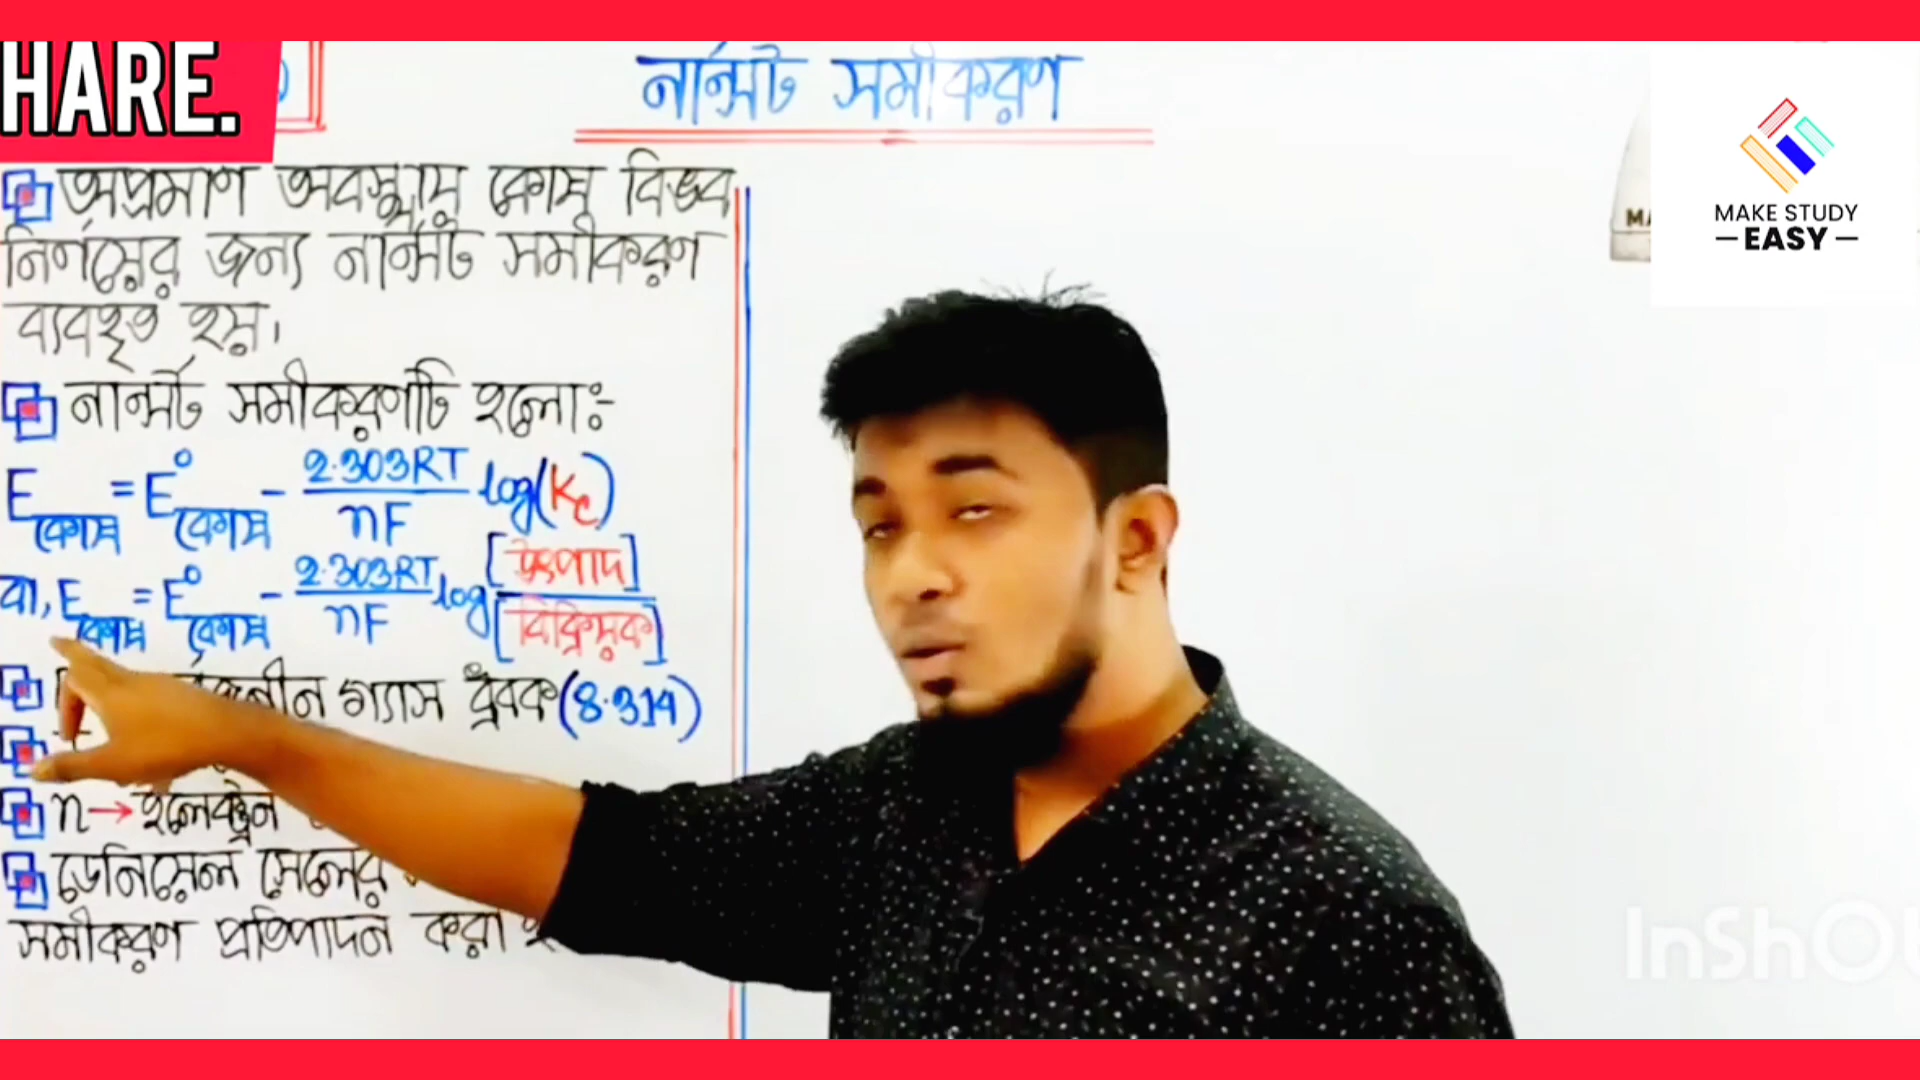 HARE.
নার্নস্ট সমীকরণ
MAKE STUDY
EASY
অপ্রমাণ অবস্থায় কোষ বিভব
নির্ণয়ের জন্য নার্নস্ট সমীকরণ
ব্যবহৃত হয়।
নার্নস্ট সমীকরণটি হলো:-
E কোষ = E° কোষ - 2.303RT / nF log(Kc)
বা, E কোষ = E° কোষ - 2.303RT / nF log [উৎপাদ] / [বিক্রিয়ক]
গ্যাস ধ্রুবক (8.314)
n → ইলেকট্রন
ডেনিয়েল সেলের
সমীকরণ প্রতিপাদন করা হ
InShO